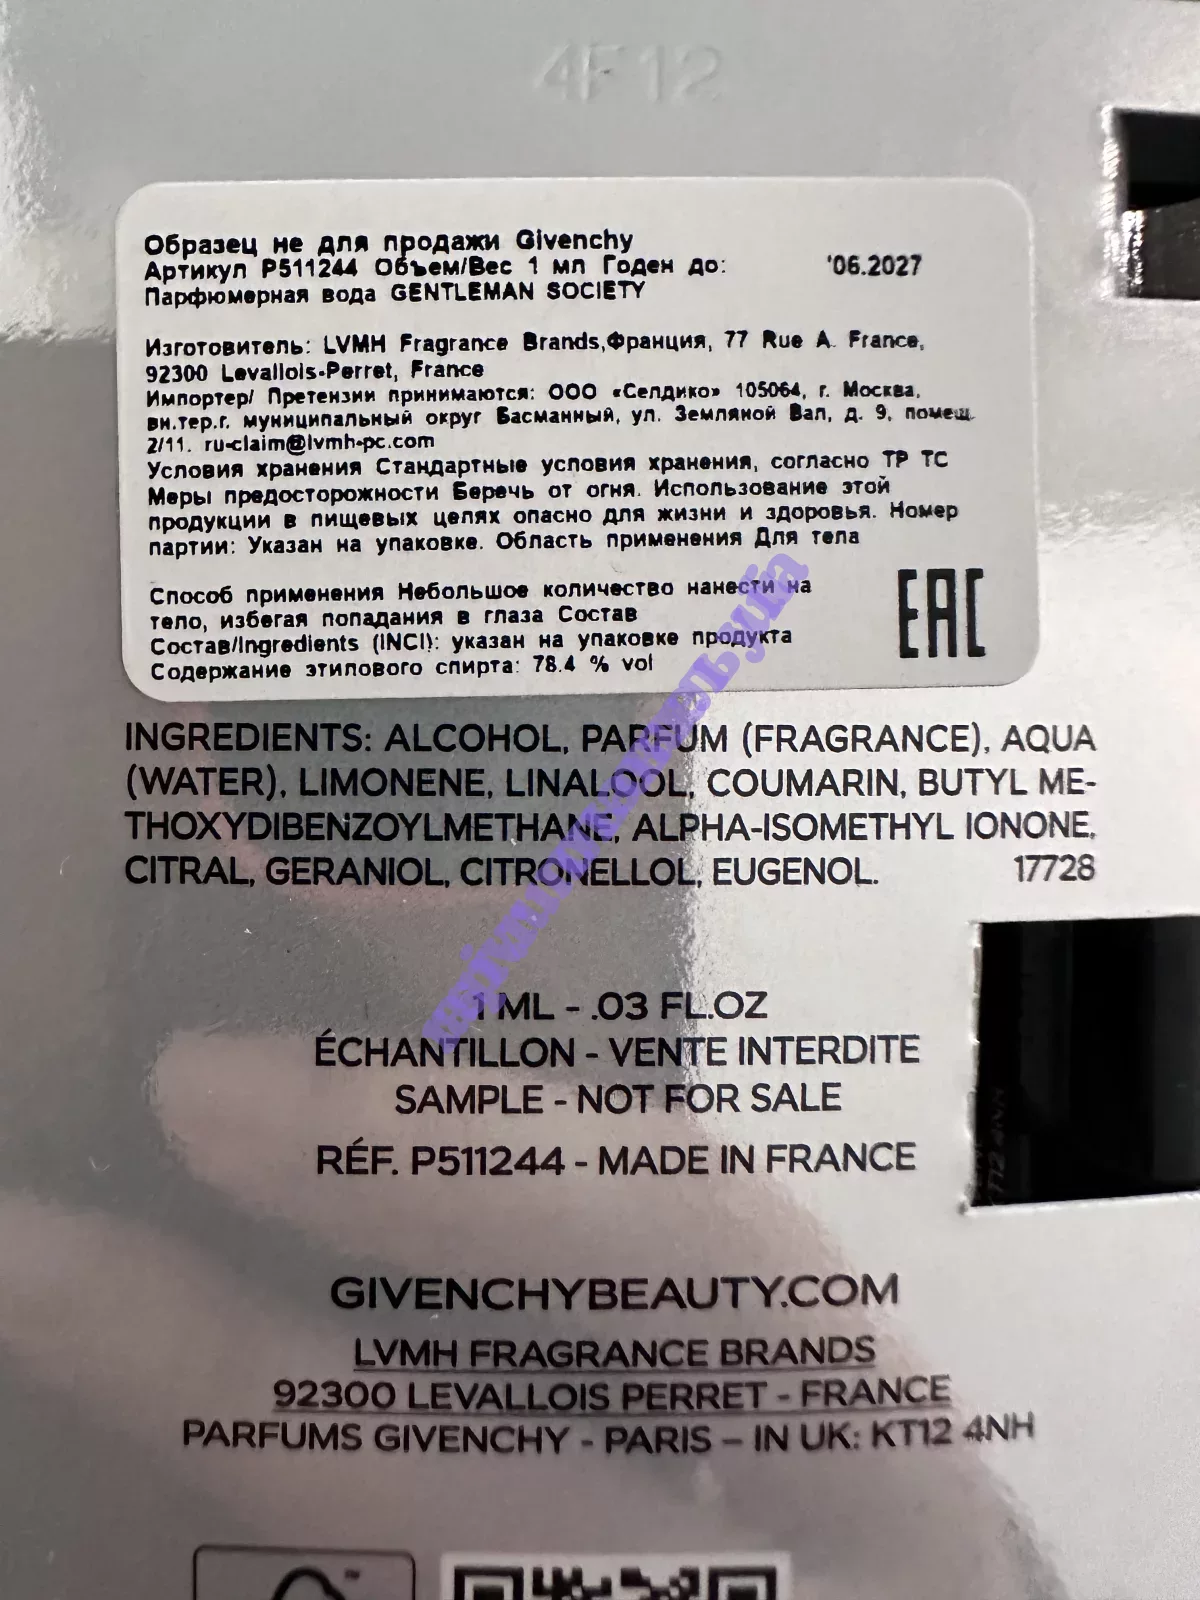 4F12
Образец не для продажи Givenchy
Артикул P511244 Объем/Вес 1 мл Годен до: '06.2027
Парфюмерная вода GENTLEMAN SOCIETY
Изготовитель: LVMH Fragrance Brands,Франция, 77 Rue A. France,
92300 Levallois-Perret, France
Импортер/ Претензии принимаются: ООО «Селдико» 105064, г. Москва,
вн.тер.г. муниципальный округ Басманный, ул. Земляной Вал, д. 9, помещ.
2/11. ru-claim@lvmh-pc.com
Условия хранения Стандартные условия хранения, согласно ТР ТС
Меры предосторожности Беречь от огня. Использование этой
продукции в пищевых целях опасно для жизни и здоровья. Номер
партии: Указан на упаковке. Область применения Для тела
Способ применения Небольшое количество нанести на
тело, избегая попадания в глаза Состав
Состав/Ingredients (INCI): указан на упаковке продукта
Содержание этилового спирта: 78.4 % vol
EAC
INGREDIENTS: ALCOHOL, PARFUM (FRAGRANCE), AQUA
(WATER), LIMONENE, LINALOOL, COUMARIN, BUTYL ME-
THOXYDIBENZOYLMETHANE, ALPHA-ISOMETHYL IONONE,
CITRAL, GERANIOL, CITRONELLOL, EUGENOL. 17728
1 ML - .03 FL.OZ
ÉCHANTILLON - VENTE INTERDITE
SAMPLE - NOT FOR SALE
RÉF. P511244 - MADE IN FRANCE
GIVENCHYBEAUTY.COM
LVMH FRAGRANCE BRANDS
92300 LEVALLOIS PERRET - FRANCE
PARFUMS GIVENCHY - PARIS – IN UK: KT12 4NH